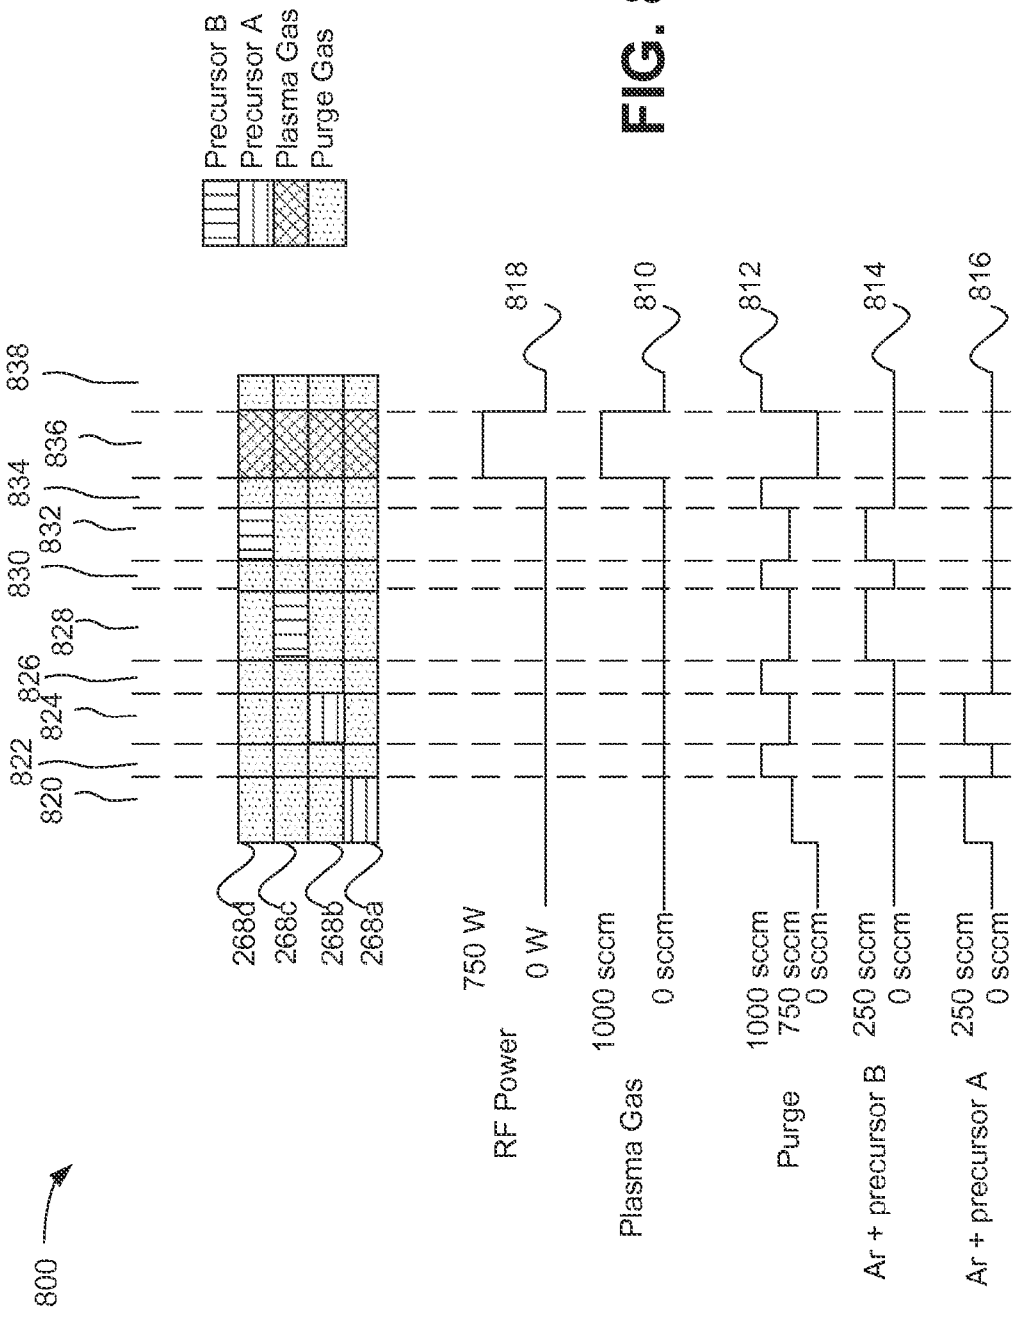 800
820
822
824
826
828
830
832
834
836
838
268d
268c
268b
268a
Precursor B
Precursor A
Plasma Gas
Purge Gas
RF Power
750 W
0 W
818
Plasma Gas
1000 sccm
0 sccm
810
Purge
1000 sccm
750 sccm
0 sccm
812
Ar + precursor B
250 sccm
0 sccm
814
Ar + precursor A
250 sccm
0 sccm
816
FIG. 8